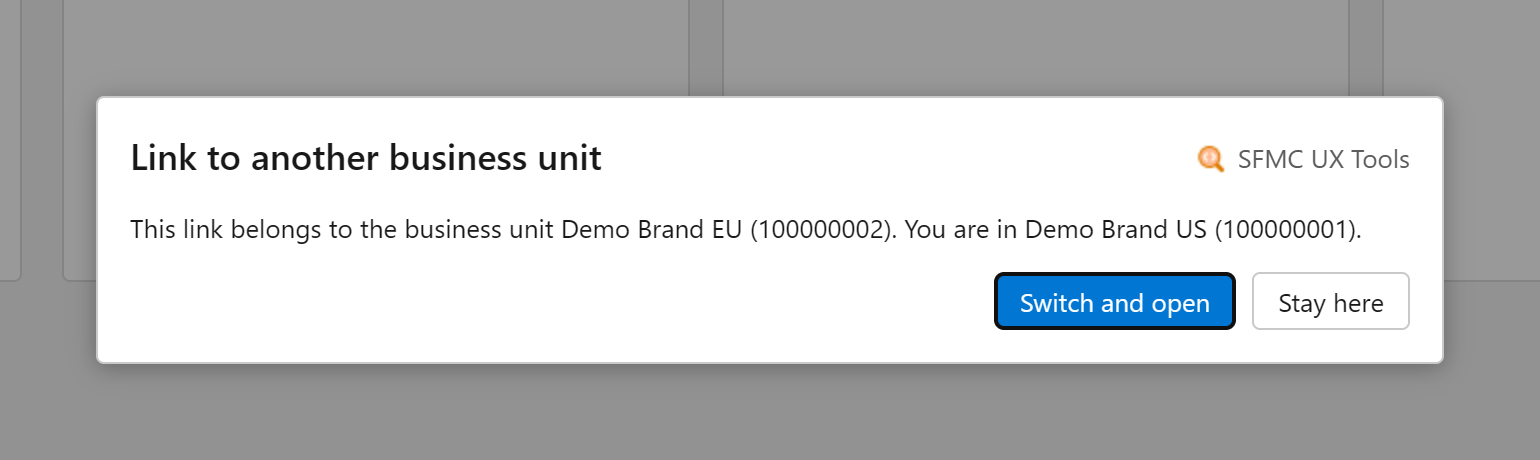 Link to another business unit
SFMC UX Tools
This link belongs to the business unit Demo Brand EU (100000002). You are in Demo Brand US (100000001).
Switch and open
Stay here